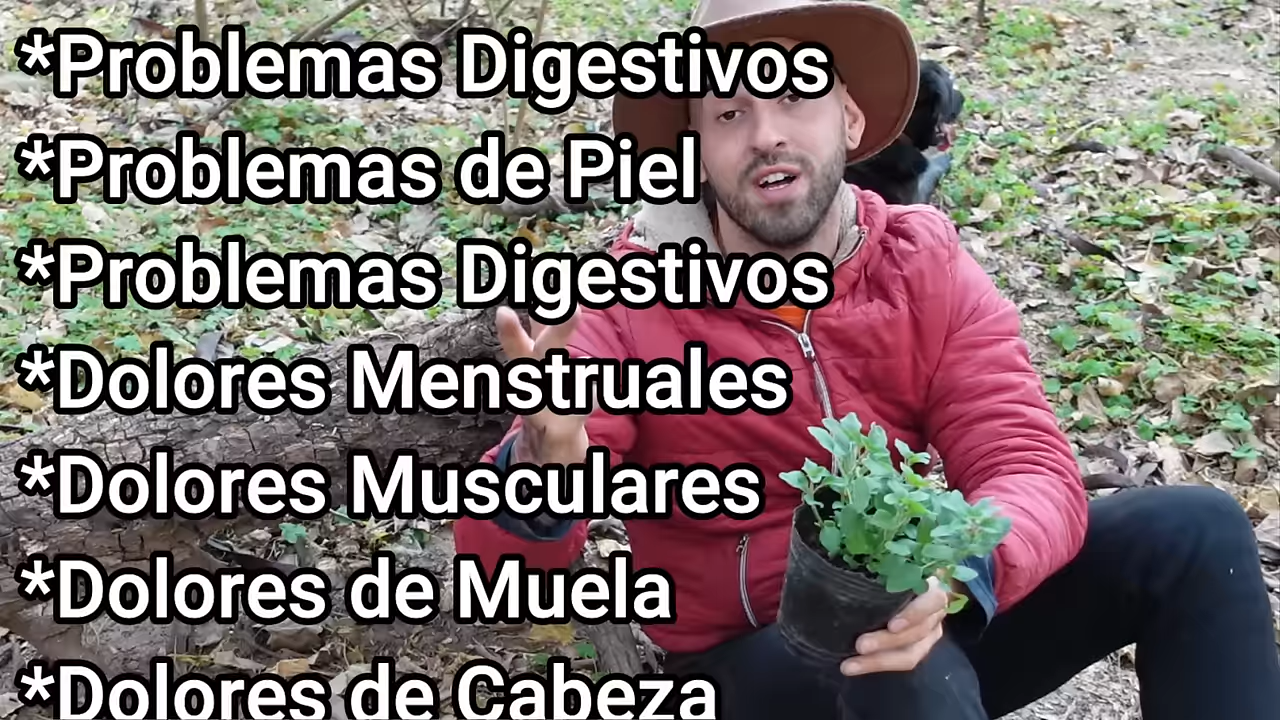 *Problemas Digestivos
*Problemas de Piel
*Problemas Digestivos
*Dolores Menstruales
*Dolores Musculares
*Dolores de Muela
*Dolores de Cabeza